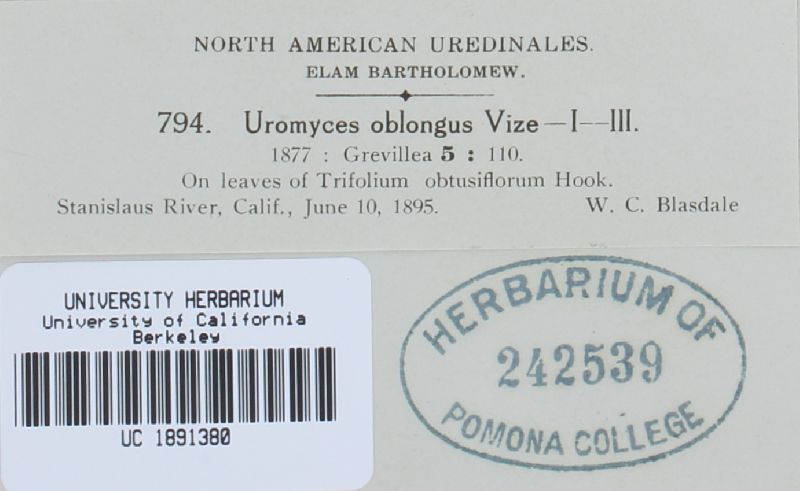 NORTH AMERICAN UREDINALES.
ELAM BARTHOLOMEW.
794. Uromyces oblongus Vize—I—III.
1877 : Grevillea 5 : 110.
On leaves of Trifolium obtusiflorum Hook.
Stanislaus River, Calif., June 10, 1895. W. C. Blasdale
UNIVERSITY HERBARIUM
University of California
Berkeley
UC 1891380
HERBARIUM OF
242539
POMONA COLLEGE